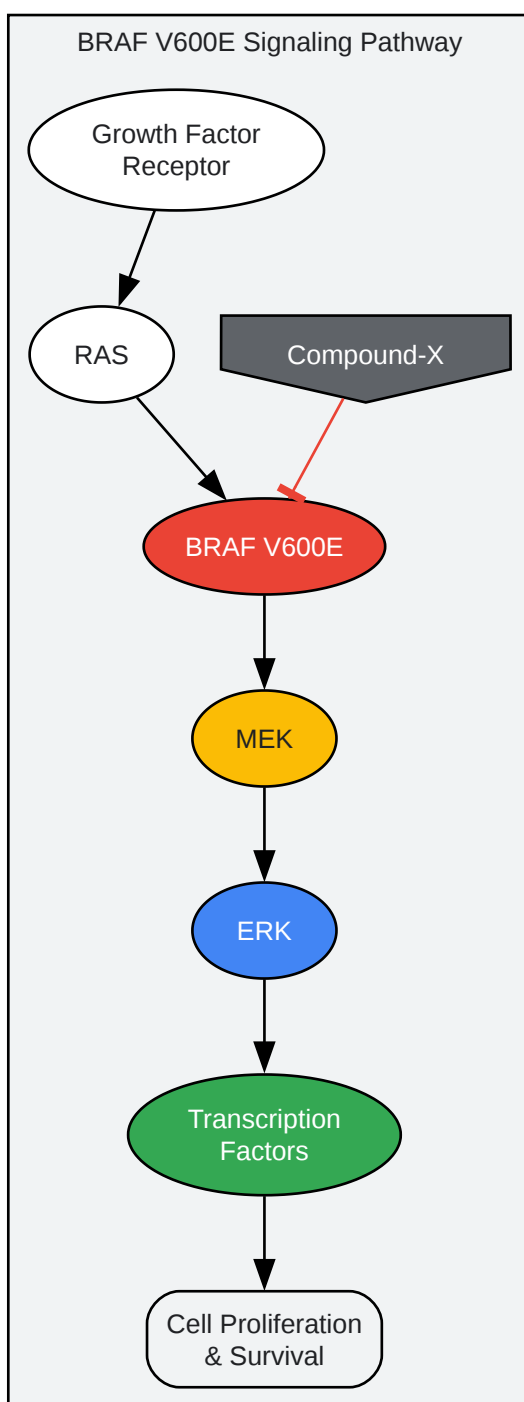 BRAF V600E Signaling Pathway
Growth Factor
Receptor
RAS
Compound-X
BRAF V600E
MEK
ERK
Transcription
Factors
Cell Proliferation
& Survival